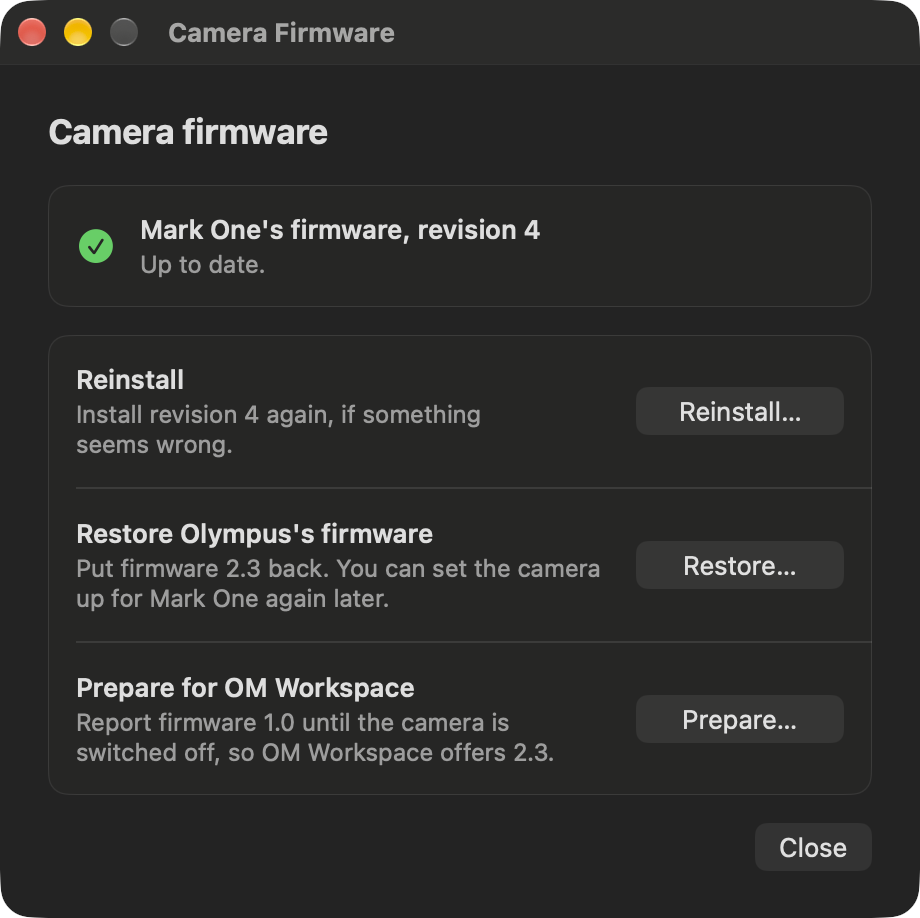 Camera Firmware
Camera firmware
Mark One's firmware, revision 4
Up to date.
Reinstall
Install revision 4 again, if something
seems wrong.
Reinstall...
Restore Olympus's firmware
Put firmware 2.3 back. You can set the camera
up for Mark One again later.
Restore...
Prepare for OM Workspace
Report firmware 1.0 until the camera is
switched off, so OM Workspace offers 2.3.
Prepare...
Close